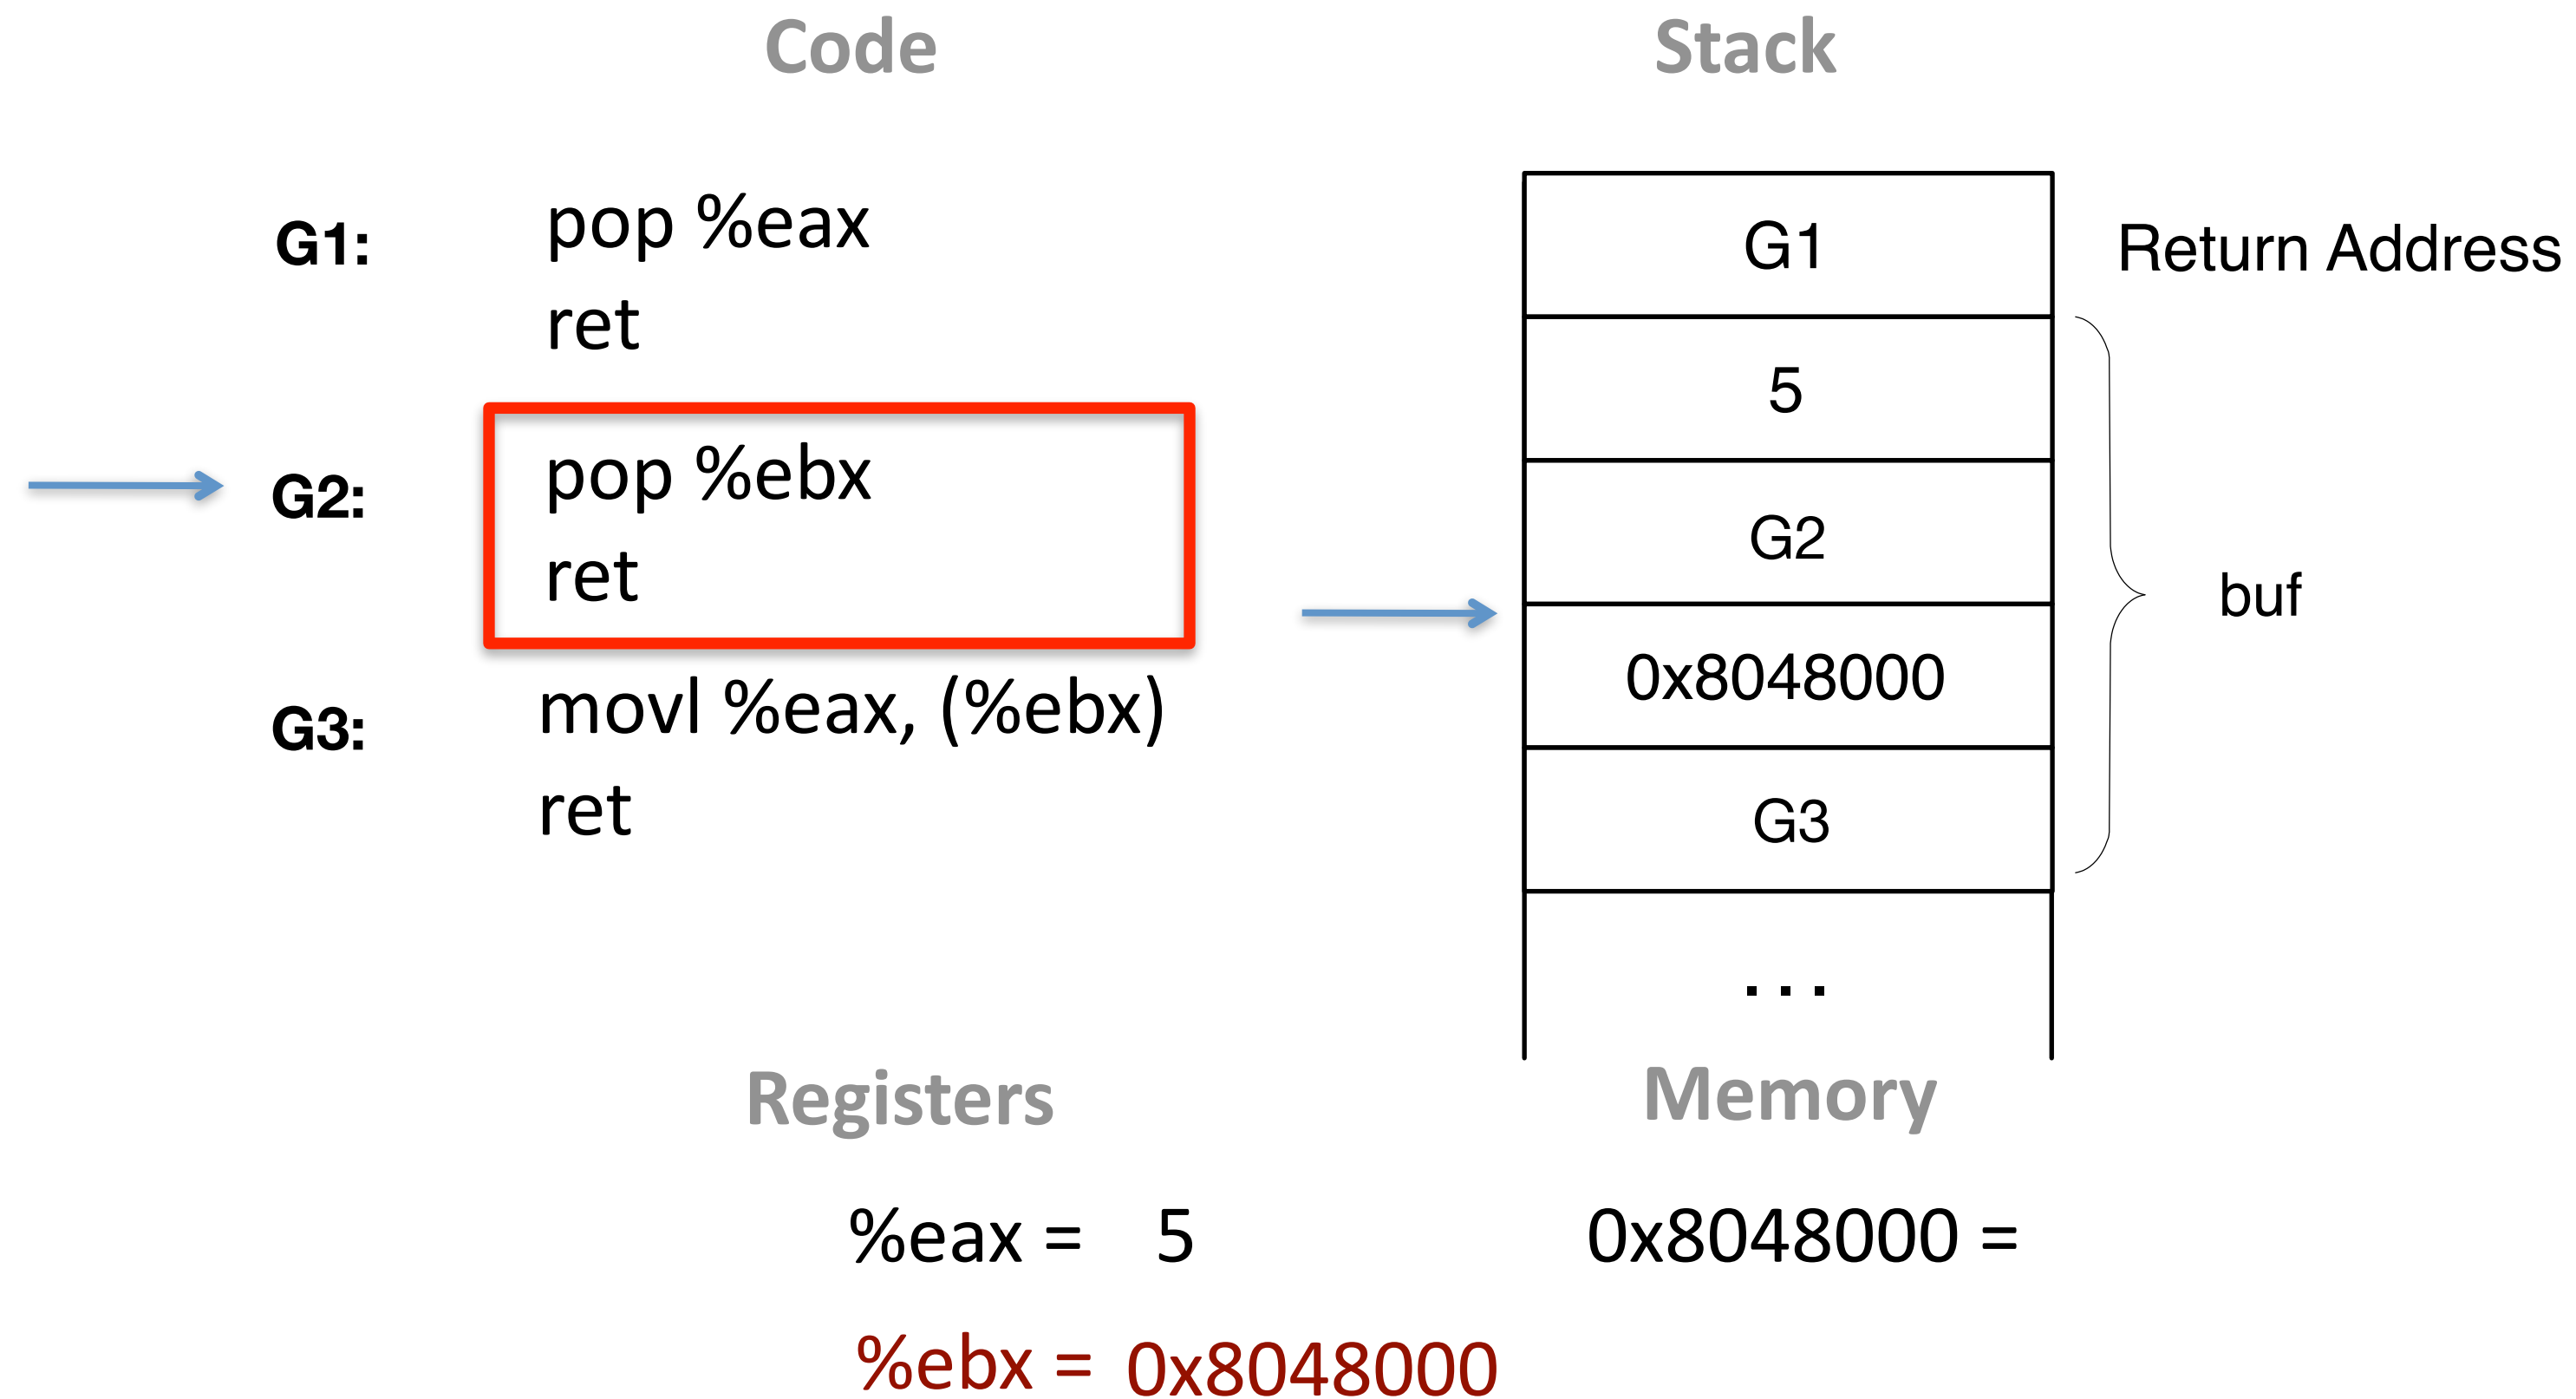 Code
G1:
pop %eax
ret
G2:
pop %ebx
ret
G3:
movl %eax, (%ebx)
ret
Stack
G1
Return Address
5
G2
0x8048000
G3
buf
...
Registers
%eax = 5
%ebx = 0x8048000
Memory
0x8048000 =